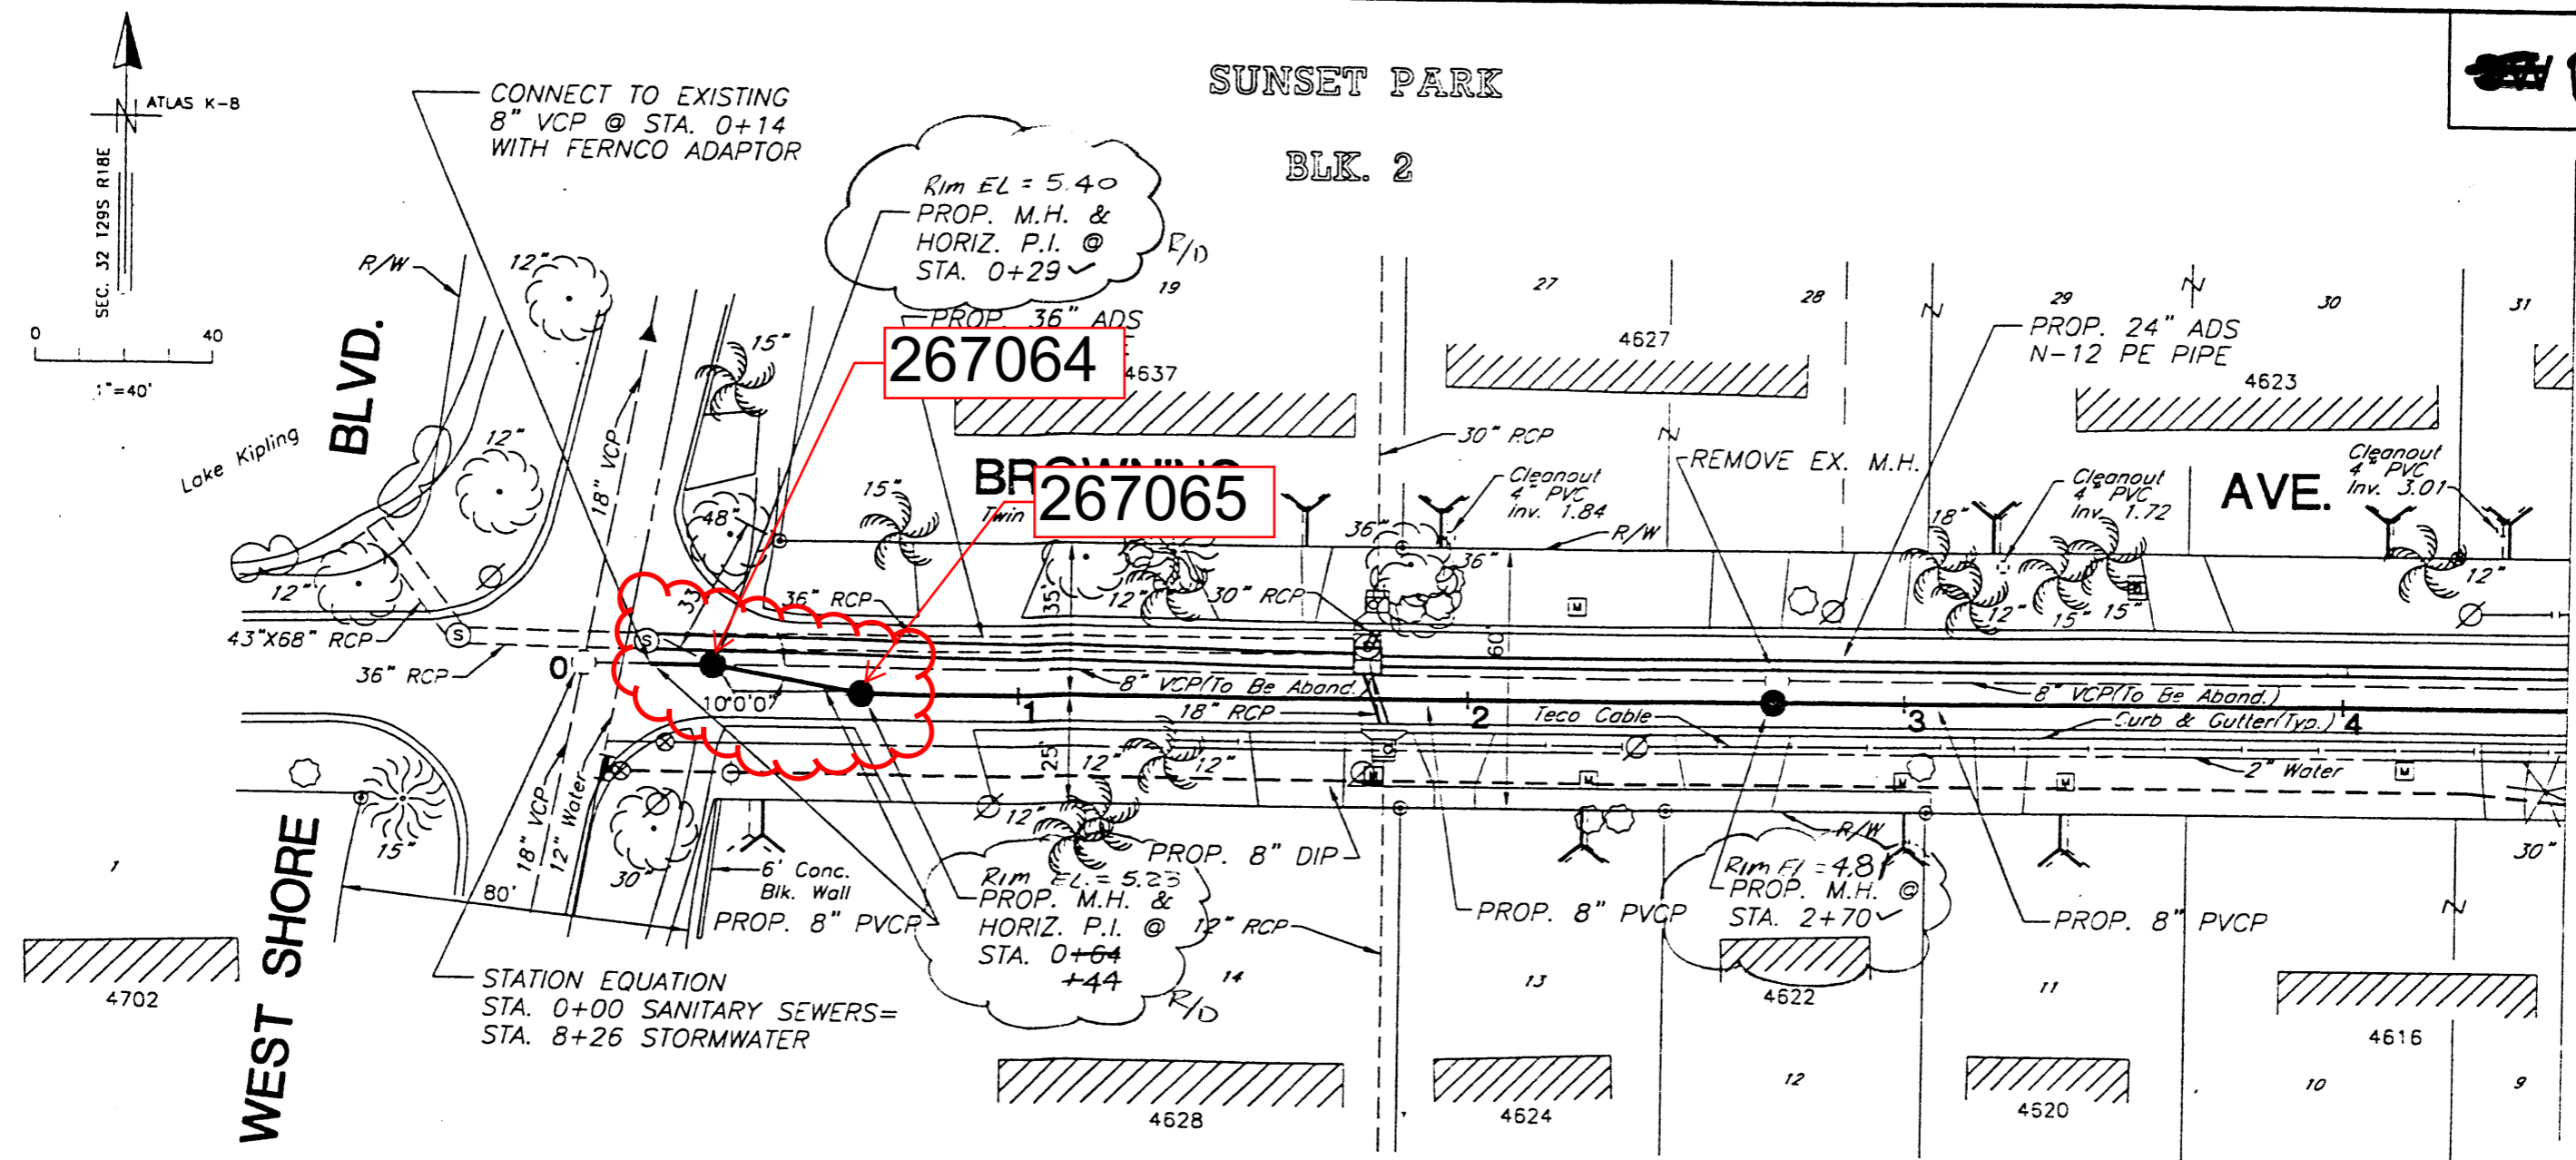 SUNSET PARK
BLK. 2
N
ATLAS K-8
SEC. 32 T29S R18E
0 40
1"=40'
CONNECT TO EXISTING
8" VCP @ STA. 0+14
WITH FERNCO ADAPTOR
Rim EL = 5.40
PROP. M.H. &
HORIZ. P.I. @
STA. 0+29 ✓
R/D
R/W
12"
BLVD.
Lake Kipling
12"
18" VCP
15"
PROP. 36" ADS
267064
4637
19
27
28
29
30
31
4627
PROP. 24" ADS
N-12 PE PIPE
4623
30" RCP
REMOVE EX. M.H.
Cleanout
4" PVC
Inv. 1.84
Cleanout
4" PVC
Inv. 1.72
Cleanout
4" PVC
Inv. 3.01
AVE.
267065
Twin
15"
48"
36"
R/W
18"
36"
12"
12"
33'
36" RCP
35'
12"
30" RCP
60'
12"
15"
15"
43"X68" RCP
36" RCP
0
10°0'07"
1
8" VCP(To Be Aband.)
18" RCP
2
Teco Cable
3
8" VCP(To Be Aband.)
Curb & Gutter(Typ.)
4
2" Water
25'
12"
12"
12"
18" VCP
12" Water
15"
30"
1
80'
6' Conc.
Blk. Wall
PROP. 8" PVCP
Rim EL. = 5.23
PROP. M.H. &
HORIZ. P.I. @
STA. 0+64
+44
R/D
PROP. 8" DIP
12" RCP
PROP. 8" PVCP
R/W
Rim El = 4.81
PROP. M.H. @
STA. 2+70 ✓
PROP. 8" PVCP
30"
WEST SHORE
4702
STATION EQUATION
STA. 0+00 SANITARY SEWERS=
STA. 8+26 STORMWATER
14
13
4622
11
4616
4628
4624
12
4620
10
9